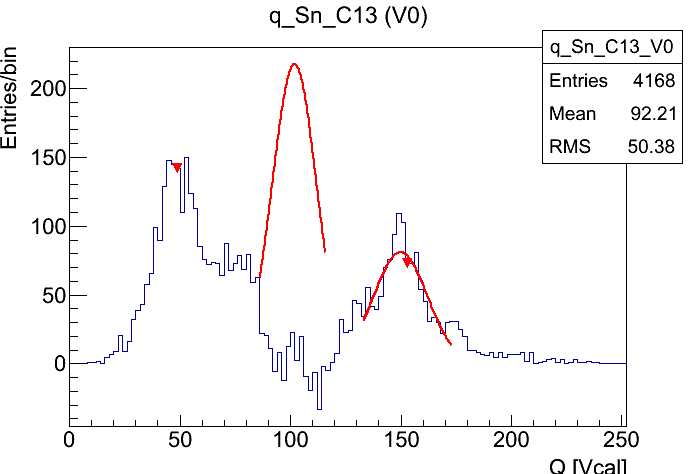 q_Sn_C13 (V0)
q_Sn_C13_V0
Entries 4168
Mean 92.21
RMS 50.38
Entries/bin
200
150
100
50
0
0 50 100 150 200 250
Q [Vcal]